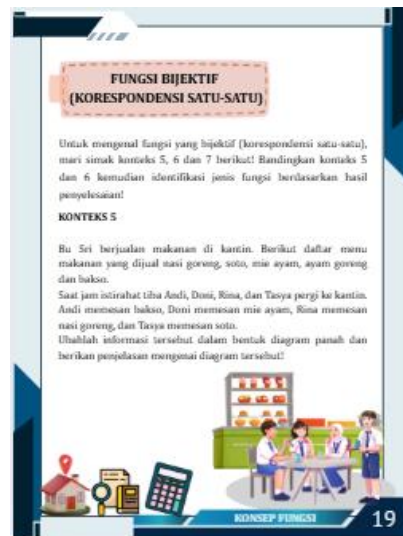 FUNGSI BIJEKTIF
(KORESPONDENSI SATU-SATU)
Untuk mengenal fungsi yang bijektif (korespondensi satu-satu),
mari simak konteks 5, 6 dan 7 berikut! Bandingkan konteks 5
dan 6 kemudian identifikasi jenis fungsi berdasarkan hasil
penyelesaian!
KONTEKS 5
Bu Sri berjualan makanan di kantin. Berikut daftar menu
makanan yang dijual nasi goreng, soto, mie ayam, ayam goreng
dan bakso.
Saat jam istirahat tiba Andi, Doni, Rina, dan Tasya pergi ke kantin.
Andi memesan bakso, Doni memesan mie ayam, Rina memesan
nasi goreng, dan Tasya memesan soto.
Ubahlah informasi tersebut dalam bentuk diagram panah dan
berikan penjelasan mengenai diagram tersebut!
KONSEP FUNGSI
19